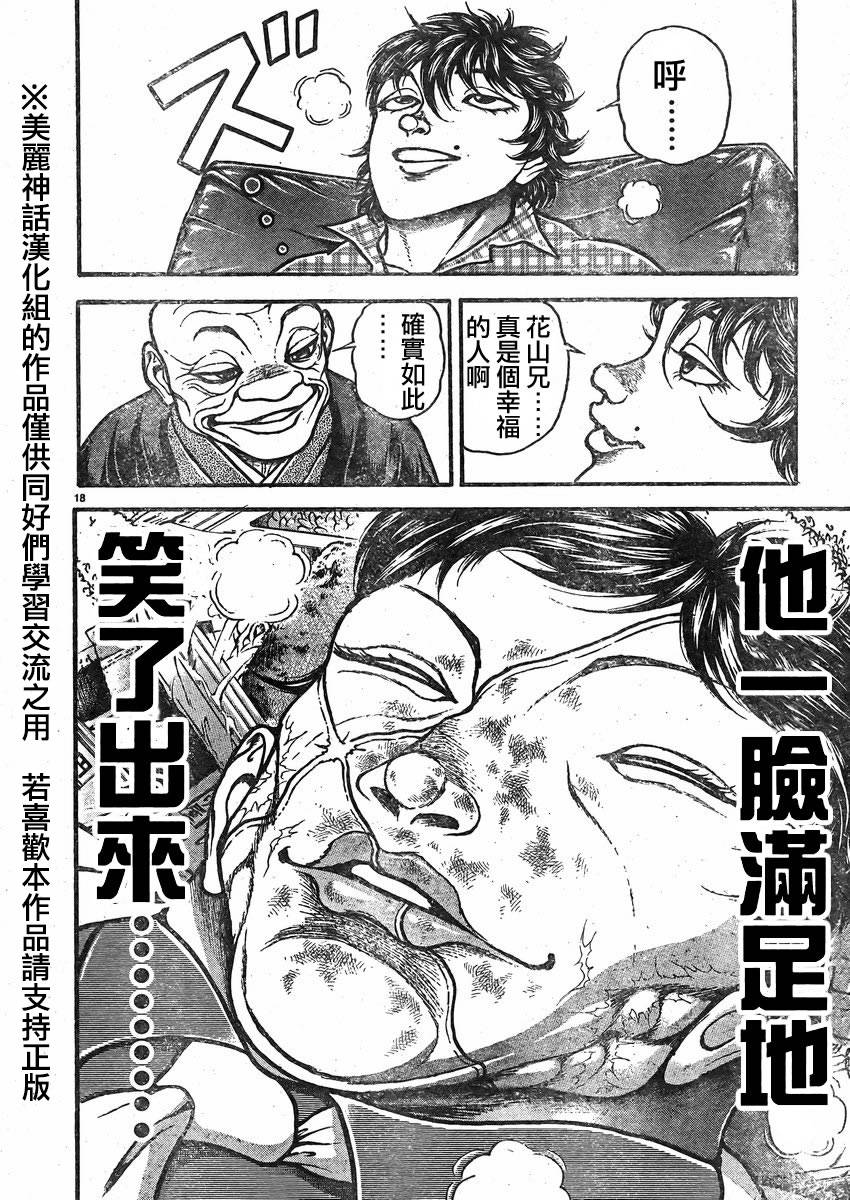 呼……
ズ
花山兄……
真是個幸福
的人啊
確實如此
……
18
他一臉滿足地
笑了出來…………
※美麗神話漢化組的作品僅供同好們學習交流之用　若喜歡本作品請支持正版